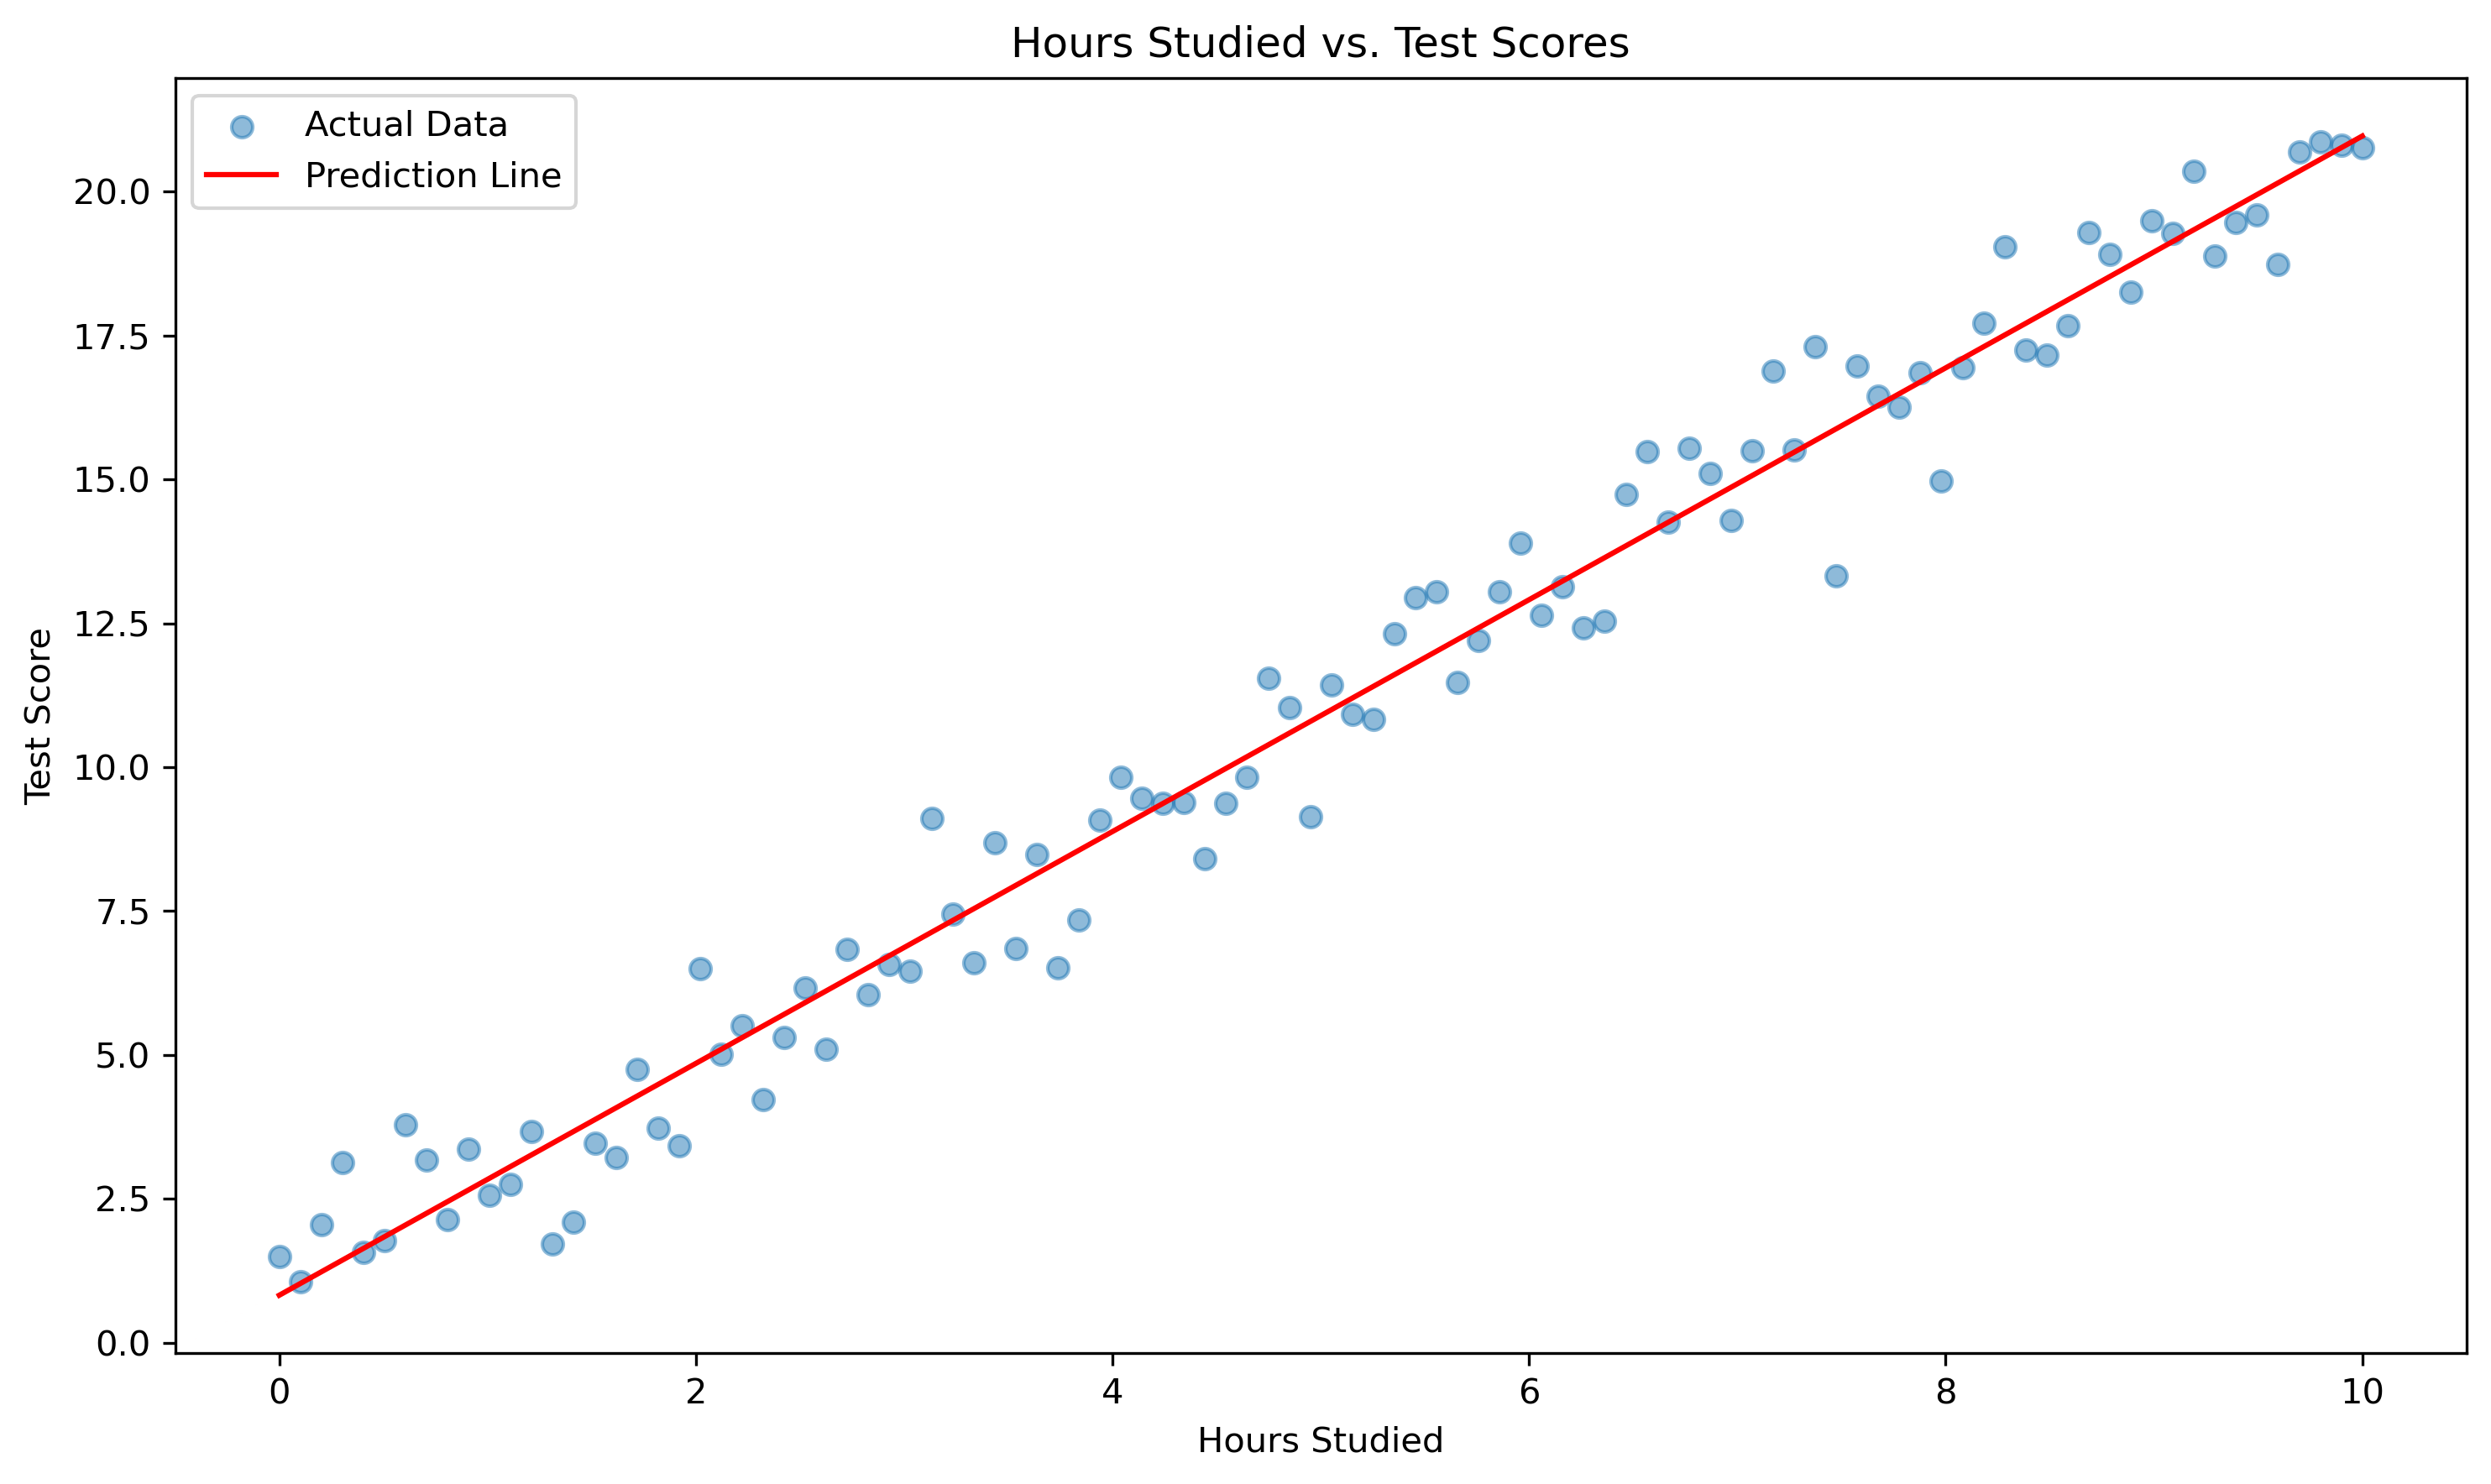 Hours Studied vs. Test Scores
Actual Data
Prediction Line
20.0
17.5
15.0
12.5
10.0
7.5
5.0
2.5
0.0
Test Score
0 2 4 6 8 10
Hours Studied